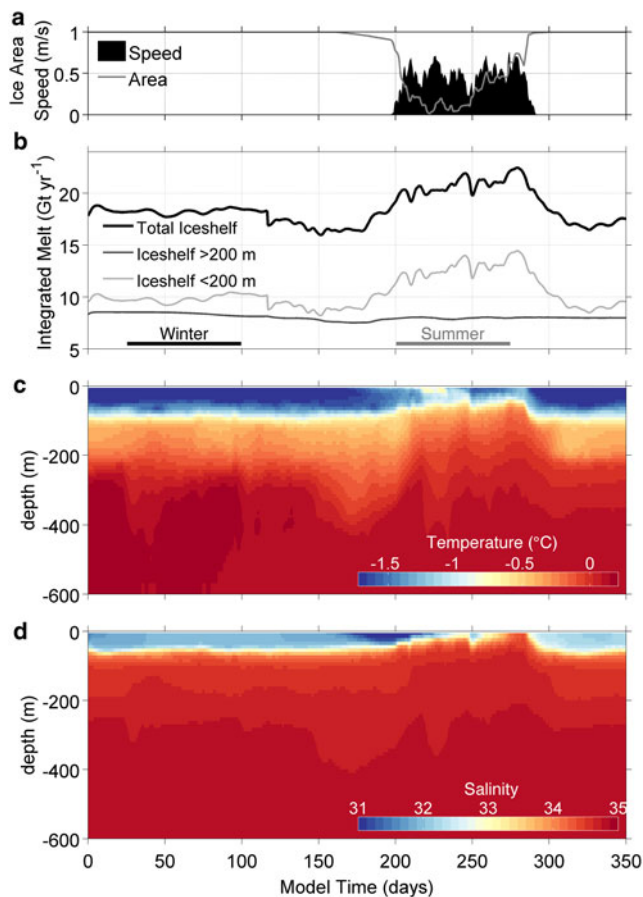 a
Ice Area
Speed (m/s)
1
0.5
0
Speed
Area
b
Integrated Melt (Gt yr⁻¹)
20
15
10
5
Total Iceshelf
Iceshelf >200 m
Iceshelf <200 m
Winter
Summer
c
depth (m)
0
-200
-400
-600
Temperature (°C)
-1.5 -1 -0.5 0
d
depth (m)
0
-200
-400
-600
Salinity
31 32 33 34 35
0 50 100 150 200 250 300 350
Model Time (days)